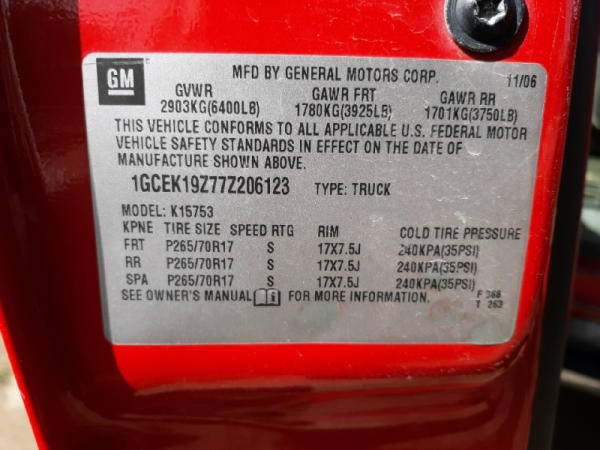 GM
MFD BY GENERAL MOTORS CORP. 11/06
GVWR GAWR FRT GAWR RR
2903KG(6400LB) 1780KG(3925LB) 1701KG(3750LB)
THIS VEHICLE CONFORMS TO ALL APPLICABLE U.S. FEDERAL MOTOR
VEHICLE SAFETY STANDARDS IN EFFECT ON THE DATE OF
MANUFACTURE SHOWN ABOVE.
1GCEK19Z77Z206123 TYPE: TRUCK
MODEL: K15753
KPNE TIRE SIZE SPEED RTG RIM COLD TIRE PRESSURE
FRT P265/70R17 S 17X7.5J 240KPA(35PSI)
RR P265/70R17 S 17X7.5J 240KPA(35PSI)
SPA P265/70R17 S 17X7.5J 240KPA(35PSI)
SEE OWNER'S MANUAL i FOR MORE INFORMATION. F 368
T 263